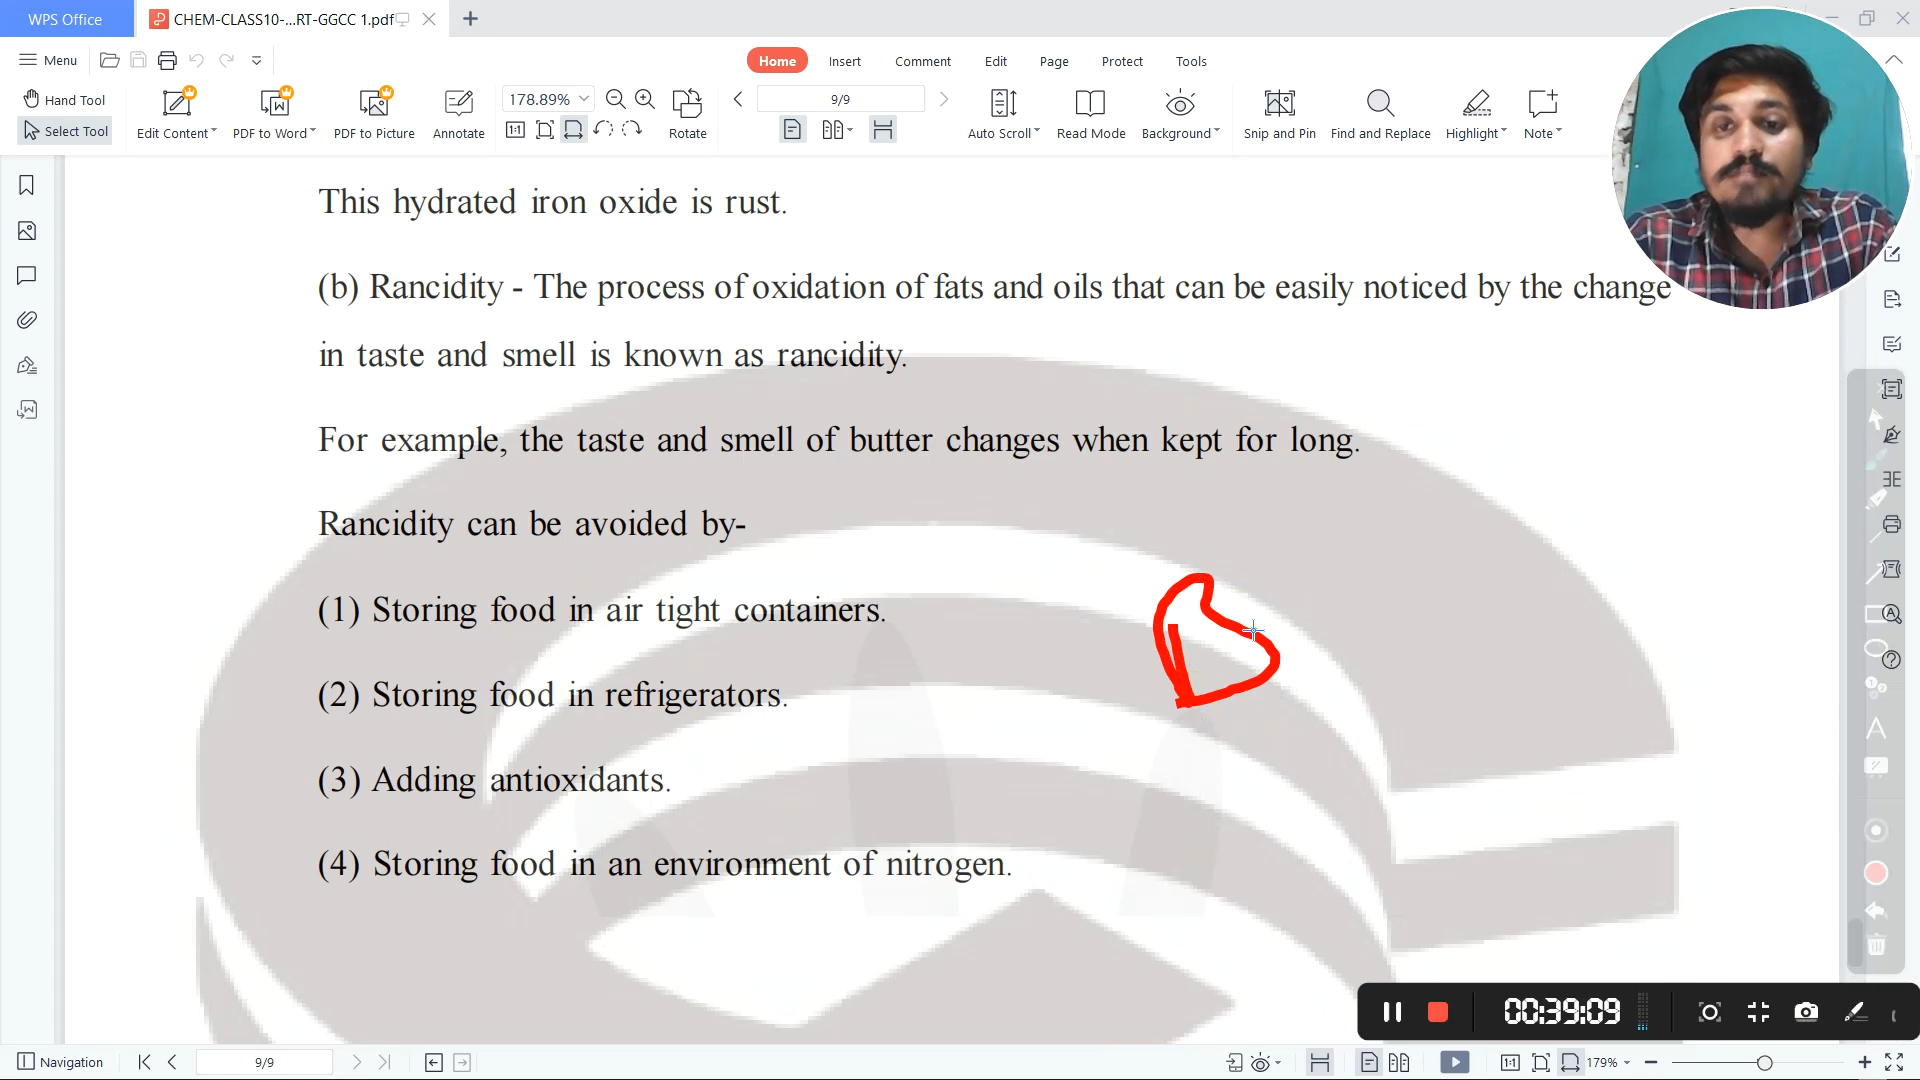 WPS Office
CHEM-CLASS10-...RT-GGCC 1.pdf
Menu
Home
Insert
Comment
Edit
Page
Protect
Tools
Hand Tool
Select Tool
Edit Content
PDF to Word
PDF to Picture
Annotate
178.89%
1:1
Rotate
9/9
Auto Scroll
Read Mode
Background
Snip and Pin
Find and Replace
Highlight
Note
This hydrated iron oxide is rust.
(b) Rancidity - The process of oxidation of fats and oils that can be easily noticed by the change
in taste and smell is known as rancidity.
For example, the taste and smell of butter changes when kept for long.
Rancidity can be avoided by-
(1) Storing food in air tight containers.
(2) Storing food in refrigerators.
(3) Adding antioxidants.
(4) Storing food in an environment of nitrogen.
00:39:09
Navigation
9/9
1:1
179%